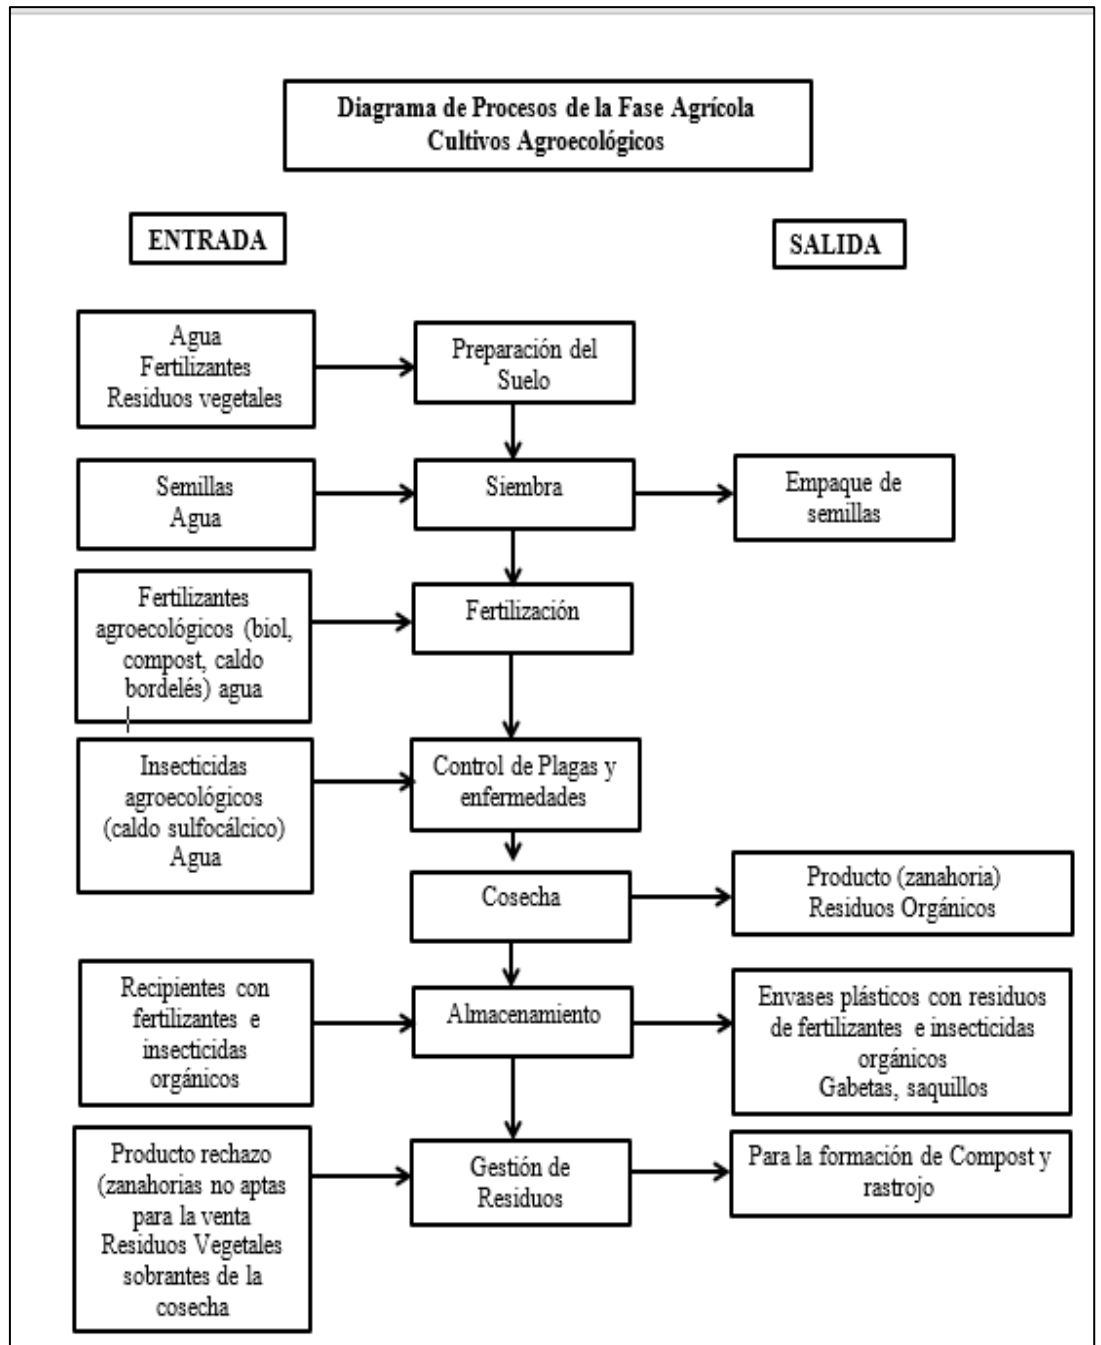 Diagrama de Procesos de la Fase Agrícola
Cultivos Agroecológicos
ENTRADA
SALIDA
Agua
Fertilizantes
Residuos vegetales
Preparación del
Suelo
Semillas
Agua
Siembra
Empaque de
semillas
Fertilizantes
agroecológicos (biol,
compost, caldo
bordelés) agua
Fertilización
Insecticidas
agroecológicos
(caldo sulfocálcico)
Agua
Control de Plagas y
enfermedades
Cosecha
Producto (zanahoria)
Residuos Orgánicos
Recipientes con
fertilizantes e
insecticidas
orgánicos
Almacenamiento
Envases plásticos con residuos
de fertilizantes e insecticidas
orgánicos
Gabetas, saquillos
Producto rechazo
(zanahorias no aptas
para la venta
Residuos Vegetales
sobrantes de la
cosecha
Gestión de
Residuos
Para la formación de Compost y
rastrojo